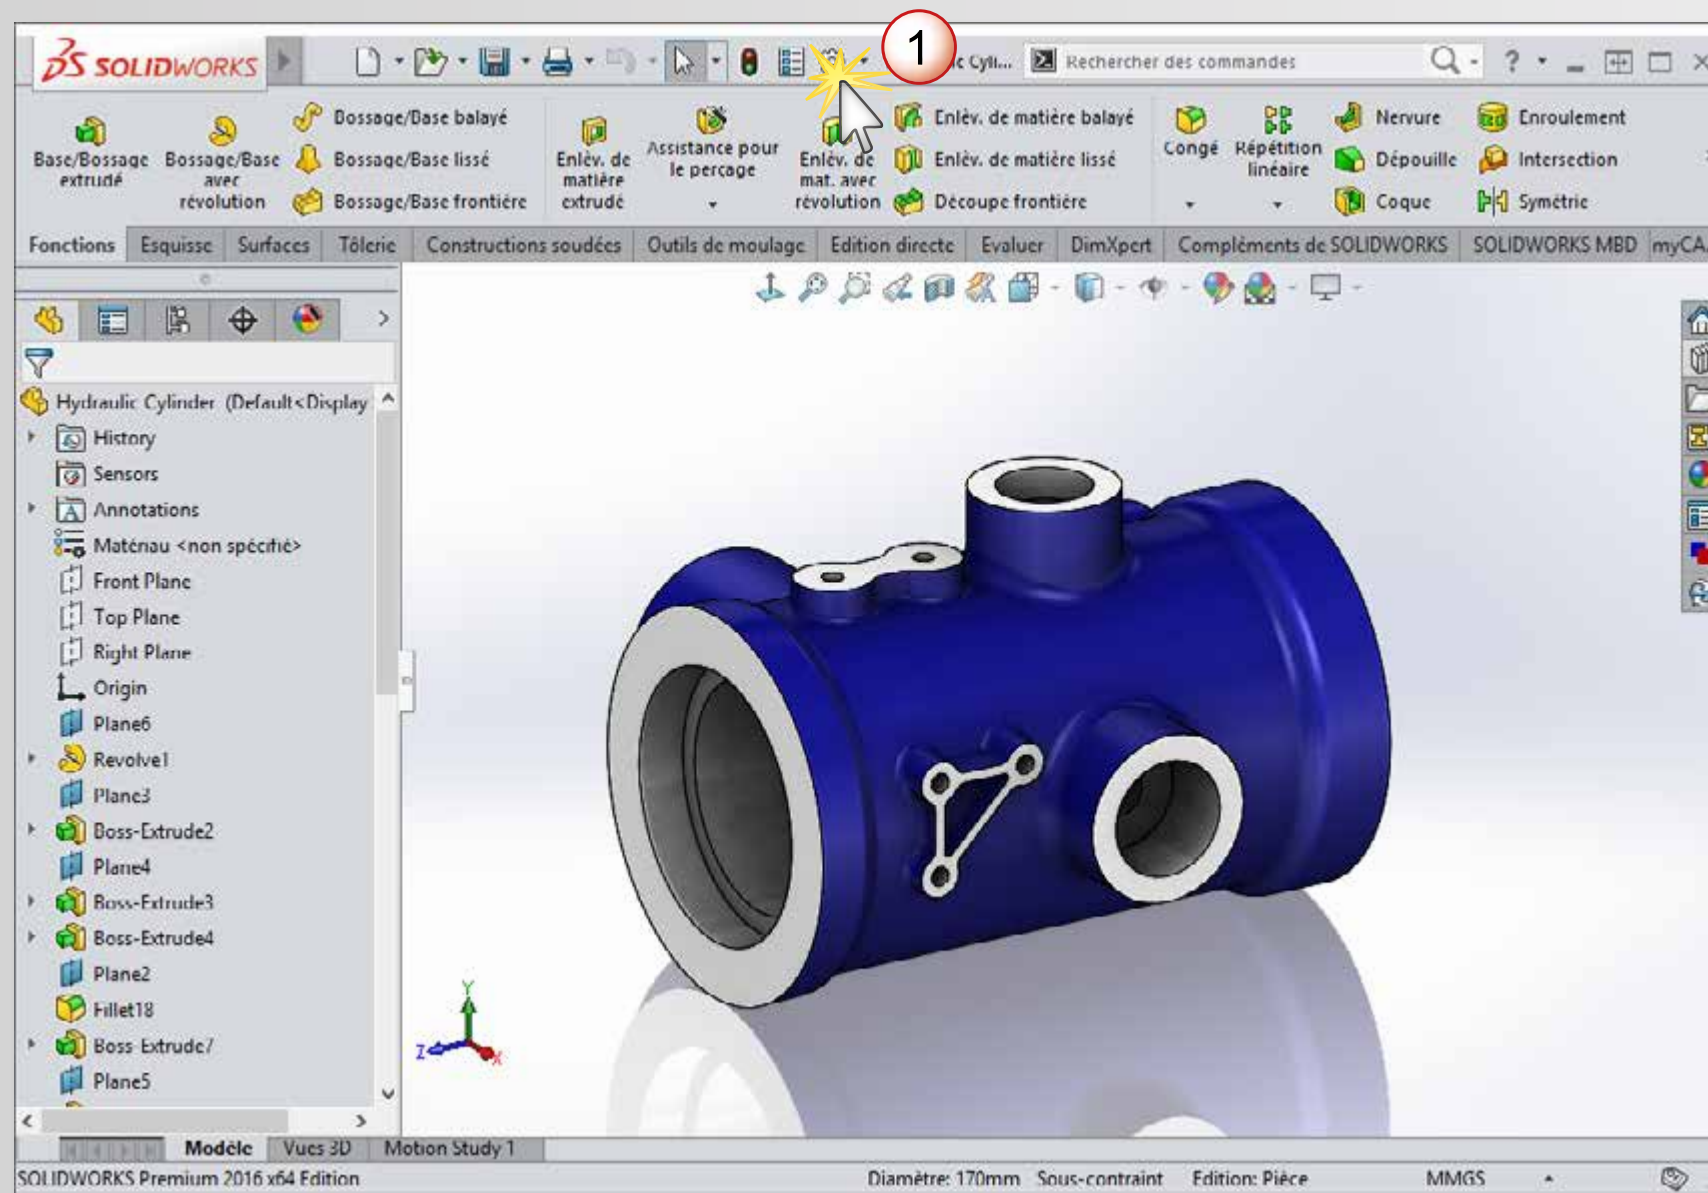 SOLIDWORKS
1
ic Cyli...
Rechercher des commandes
?
Base/Bossage
extrudé
Bossage/Base
avec
révolution
Bossage/Base balayé
Bossage/Base lissé
Bossage/Base frontière
Enlèv. de
matière
extrudé
Assistance pour
le perçage
Enlèv. de
mat. avec
révolution
Enlèv. de matière balayé
Enlèv. de matière lissé
Découpe frontière
Congé
Répétition
linéaire
Nervure
Dépouille
Coque
Enroulement
Intersection
Symétrie
Fonctions Esquisse Surfaces Tôlerie Constructions soudées Outils de moulage Edition directe Evaluer DimXpert Compléments de SOLIDWORKS SOLIDWORKS MBD myCA
Hydraulic Cylinder (Default<Display
History
Sensors
Annotations
Matériau <non spécifié>
Front Plane
Top Plane
Right Plane
Origin
Plane6
Revolve1
Plane3
Boss-Extrude2
Plane4
Boss-Extrude3
Boss-Extrude4
Plane2
Fillet18
Boss-Extrude7
Plane5
Y
Z
X
Modèle Vues 3D Motion Study 1
SOLIDWORKS Premium 2016 x64 Edition Diamètre: 170mm Sous-contraint Edition: Pièce MMGS